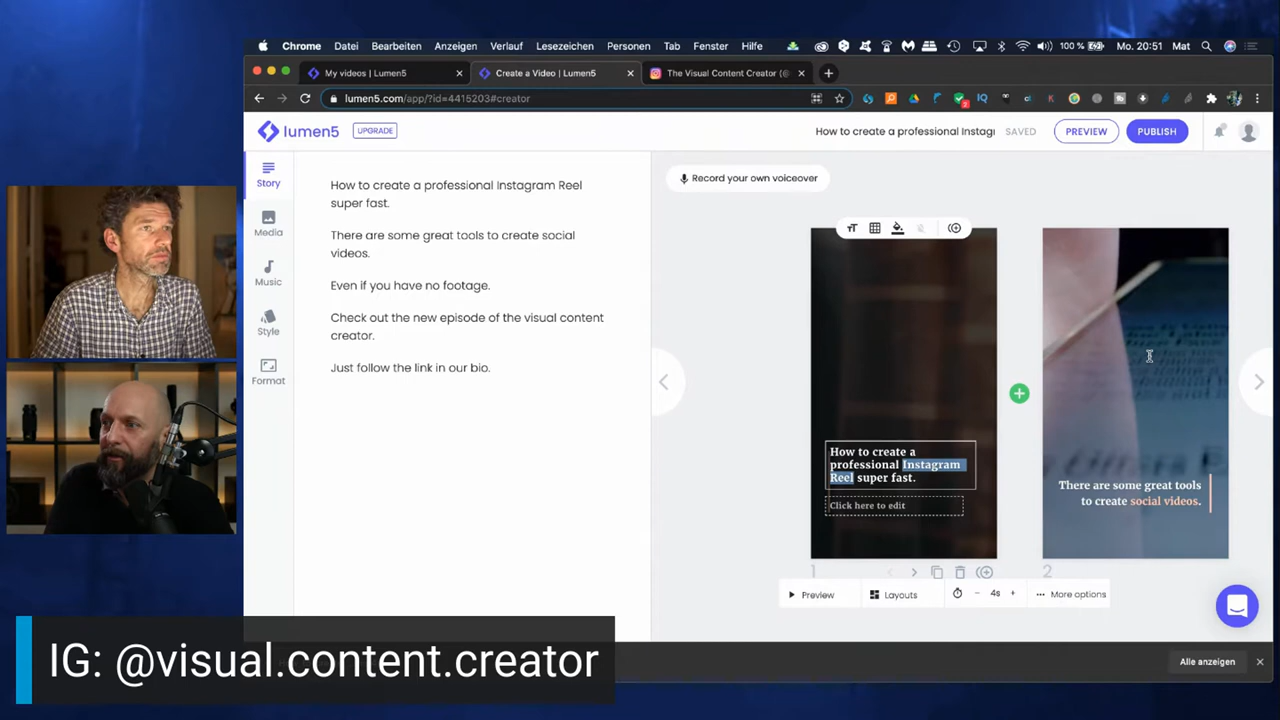 Chrome Datei Bearbeiten Anzeigen Verlauf Lesezeichen Personen Tab Fenster Hilfe 100 % Mo. 20:51 Mat
My videos | Lumen5 Create a Video | Lumen5 The Visual Content Creator (@
lumen5.com/app/?id=4415203#creator
lumen5 UPGRADE How to create a professional Instagr SAVED PREVIEW PUBLISH
Story
Media
Music
Style
Format
How to create a professional Instagram Reel
super fast.
There are some great tools to create social
videos.
Even if you have no footage.
Check out the new episode of the visual content
creator.
Just follow the link in our bio.
Record your own voiceover
How to create a
professional Instagram
Reel super fast.
Click here to edit
There are some great tools
to create social videos.
1 2
Preview Layouts 4s More options
Alle anzeigen
IG: @visual.content.creator